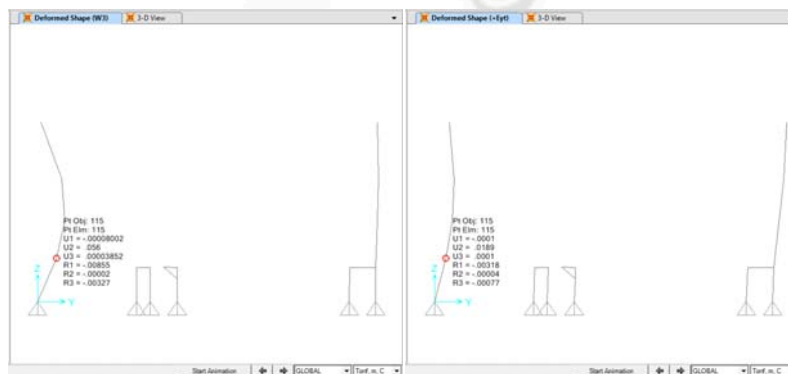 Deformed Shape (W3)
3-D View
Pt Obj: 115
Pt Elm: 115
U1 = -.00008002
U2 = .056
U3 = .00003852
R1 = -.00855
R2 = -.00002
R3 = -.00327
Z
Y
Start Animation
GLOBAL
Tonf, m, C
Deformed Shape (+Eyt)
3-D View
Pt Obj: 115
Pt Elm: 115
U1 = -.0001
U2 = .0189
U3 = .0001
R1 = -.00318
R2 = -.00004
R3 = -.00077
Z
Y
Start Animation
GLOBAL
Tonf, m, C